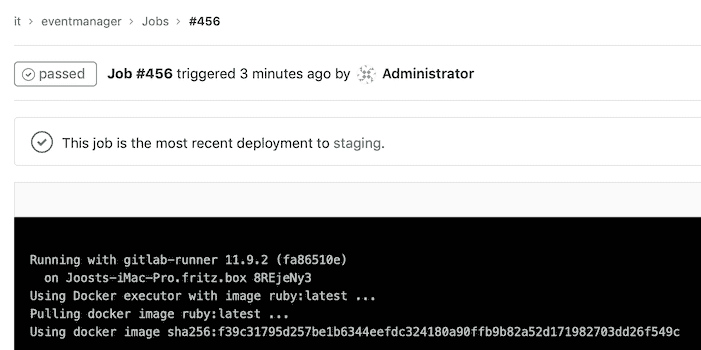 it > eventmanager > Jobs > #456
passed Job #456 triggered 3 minutes ago by Administrator
This job is the most recent deployment to staging.
Running with gitlab-runner 11.9.2 (fa86510e)
on Joosts-iMac-Pro.fritz.box 8REjeNy3
Using Docker executor with image ruby:latest ...
Pulling docker image ruby:latest ...
Using docker image sha256:f39c31795d257be1b6344eefdc324180a90ffb9b82a52d171982703dd26f549c